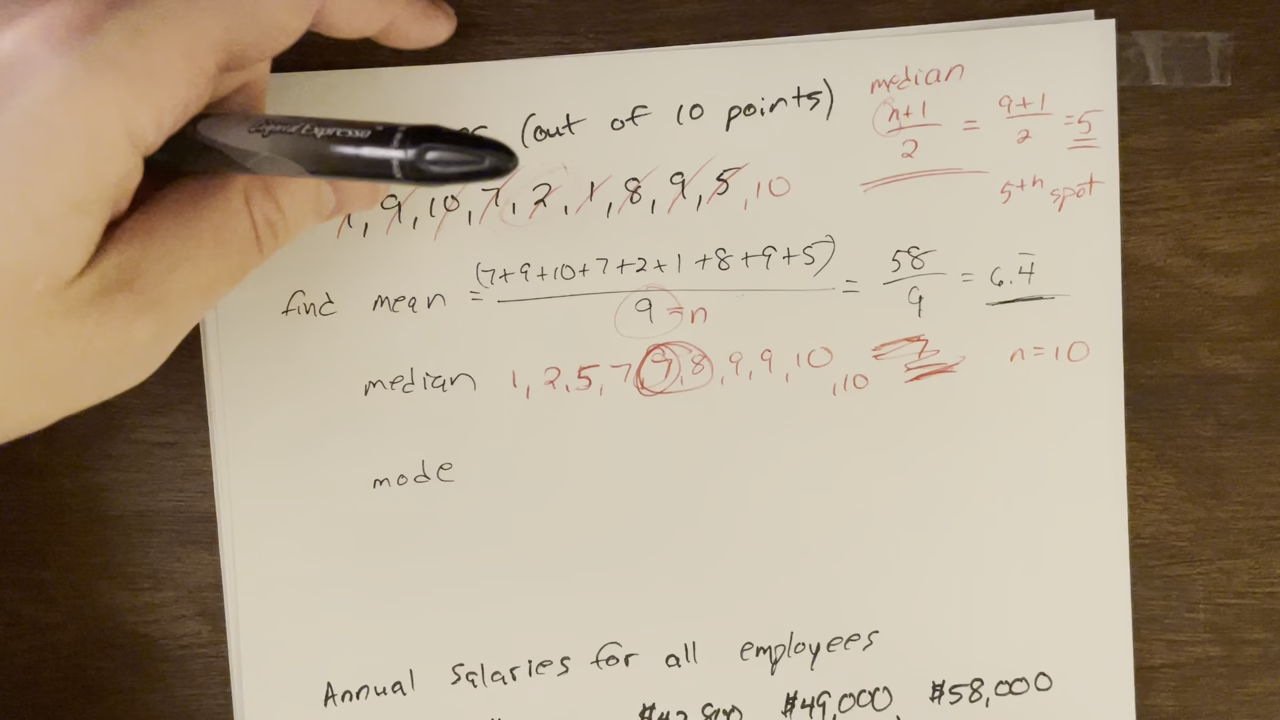 (out of 10 points)
median
n+1/2 = 9+1/2 = 5
5th spot
, 9, 10, 7, 2, 1, 8, 9, 5, 10
find mean = (7+9+10+7+2+1+8+9+5)/9=n = 58/9 = 6.4̅
median 1, 2, 5, 7, 7, 8, 9, 9, 10, 10 n=10
mode
Annual Salaries for all employees
$49,000, $58,000